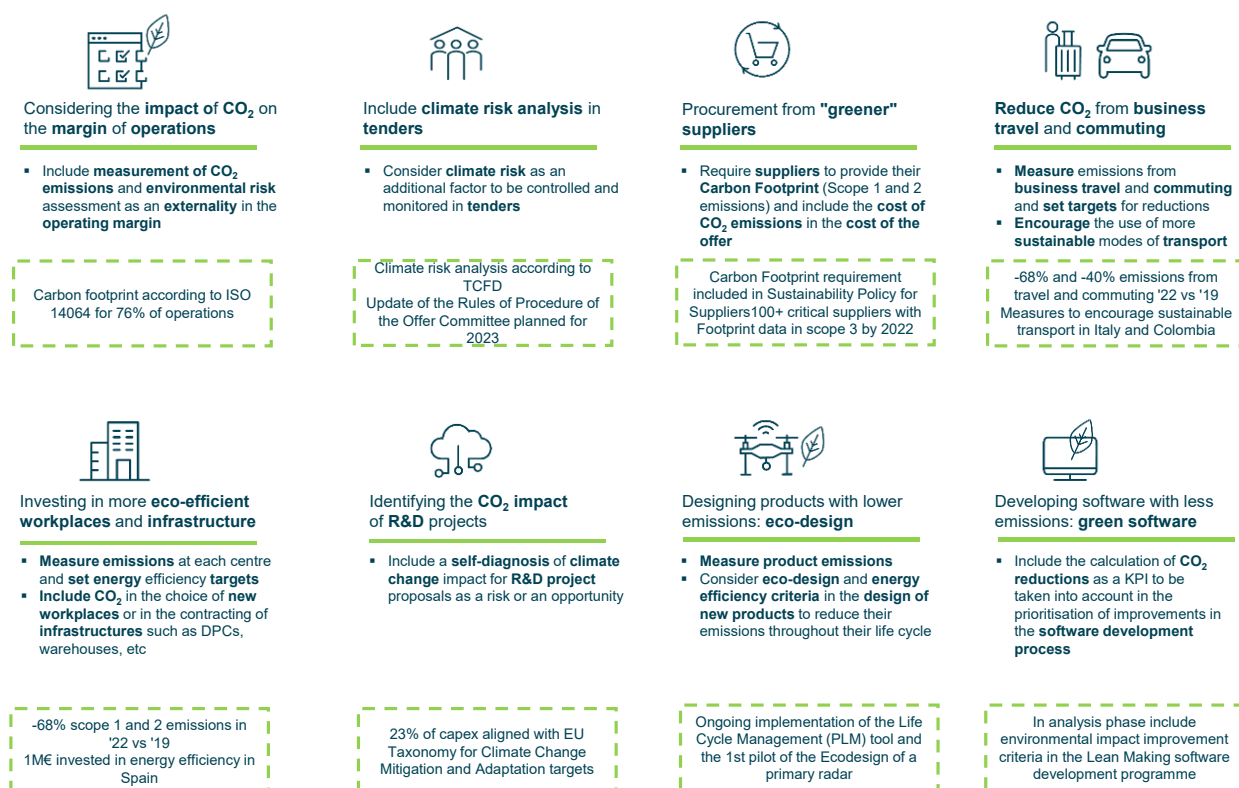 Considering the impact of CO2 on
the margin of operations
▪ Include measurement of CO2
emissions and environmental risk
assessment as an externality in the
operating margin
Carbon footprint according to ISO
14064 for 76% of operations
Include climate risk analysis in
tenders
▪ Consider climate risk as an
additional factor to be controlled and
monitored in tenders
Climate risk analysis according to
TCFD
Update of the Rules of Procedure of
the Offer Committee planned for
2023
Procurement from "greener"
suppliers
▪ Require suppliers to provide their
Carbon Footprint (Scope 1 and 2
emissions) and include the cost of
CO2 emissions in the cost of the
offer
Carbon Footprint requirement
included in Sustainability Policy for
Suppliers100+ critical suppliers with
Footprint data in scope 3 by 2022
Reduce CO2 from business
travel and commuting
▪ Measure emissions from
business travel and commuting
and set targets for reductions
▪ Encourage the use of more
sustainable modes of transport
-68% and -40% emissions from
travel and commuting '22 vs '19
Measures to encourage sustainable
transport in Italy and Colombia
Investing in more eco-efficient
workplaces and infrastructure
▪ Measure emissions at each centre
and set energy efficiency targets
▪ Include CO2 in the choice of new
workplaces or in the contracting of
infrastructures such as DPCs,
warehouses, etc
-68% scope 1 and 2 emissions in
'22 vs '19
1M€ invested in energy efficiency in
Spain
Identifying the CO2 impact
of R&D projects
▪ Include a self-diagnosis of climate
change impact for R&D project
proposals as a risk or an opportunity
23% of capex aligned with EU
Taxonomy for Climate Change
Mitigation and Adaptation targets
Designing products with lower
emissions: eco-design
▪ Measure product emissions
▪ Consider eco-design and energy
efficiency criteria in the design of
new products to reduce their
emissions throughout their life cycle
Ongoing implementation of the Life
Cycle Management (PLM) tool and
the 1st pilot of the Ecodesign of a
primary radar
Developing software with less
emissions: green software
▪ Include the calculation of CO2
reductions as a KPI to be
taken into account in the
prioritisation of improvements in
the software development
process
In analysis phase include
environmental impact improvement
criteria in the Lean Making software
development programme